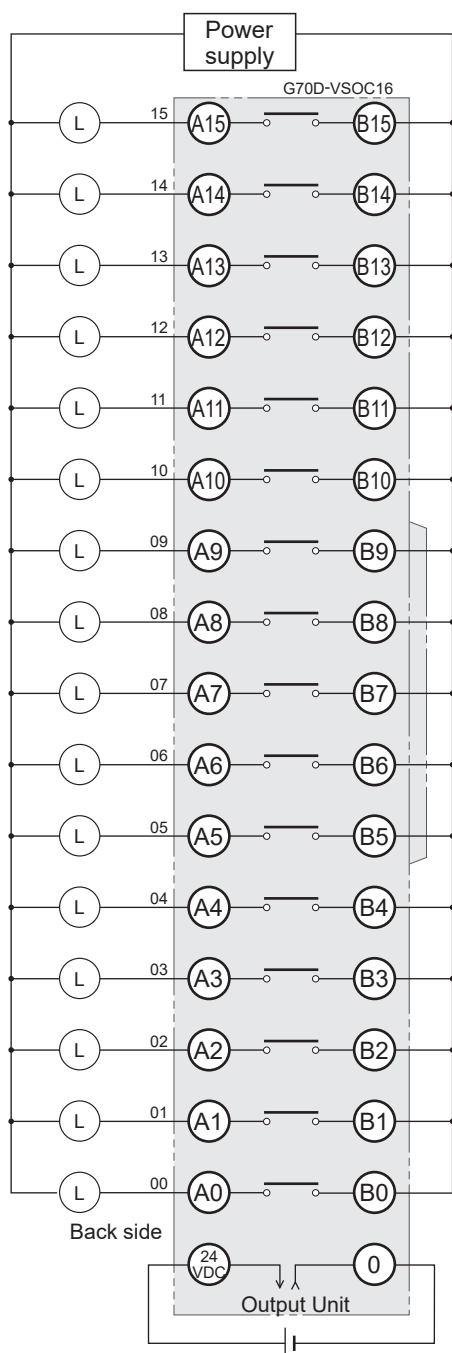 Power
supply
G70D-VSOC16
L 15 A15 B15
L 14 A14 B14
L 13 A13 B13
L 12 A12 B12
L 11 A11 B11
L 10 A10 B10
L 09 A9 B9
L 08 A8 B8
L 07 A7 B7
L 06 A6 B6
L 05 A5 B5
L 04 A4 B4
L 03 A3 B3
L 02 A2 B2
L 01 A1 B1
L 00 A0 B0
Back side
24
VDC
0
Output Unit